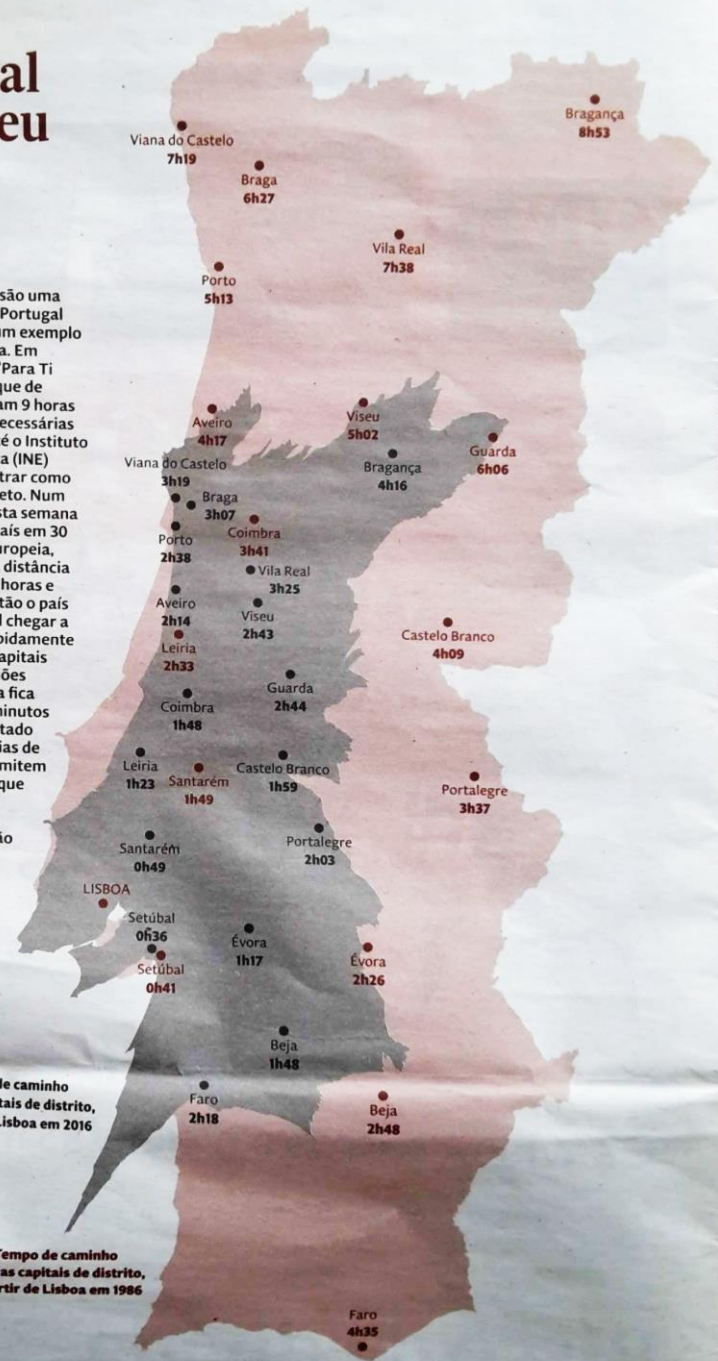 al
eu
são uma
Portugal
um exemplo
a. Em
"Para Ti
que de
am 9 horas
ecessárias
é o Instituto
a (INE)
trar como
eto. Num
sta semana
aís em 30
uropeia,
distância
horas e
tão o país
l chegar a
pidamente
apitais
ões
a fica
minutos
tado
ias de
mitem
que
ão
de caminho
tais de distrito,
Lisboa em 2016
Tempo de caminho
as capitais de distrito,
rtir de Lisboa em 1986
Bragança
8h53
Viana do Castelo
7h19
Braga
6h27
Vila Real
7h38
Porto
5h13
Aveiro
4h17
Viseu
5h02
Guarda
6h06
Bragança
4h16
Viana do Castelo
3h19
Braga
3h07
Coimbra
3h41
Porto
2h38
Vila Real
3h25
Aveiro
2h14
Viseu
2h43
Castelo Branco
4h09
Leiria
2h33
Guarda
2h44
Coimbra
1h48
Leiria
1h23
Santarém
1h49
Castelo Branco
1h59
Portalegre
3h37
Santarém
0h49
Portalegre
2h03
LISBOA
Setúbal
0h36
Évora
1h17
Setúbal
0h41
Évora
2h26
Beja
1h48
Faro
2h18
Beja
2h48
Faro
4h35